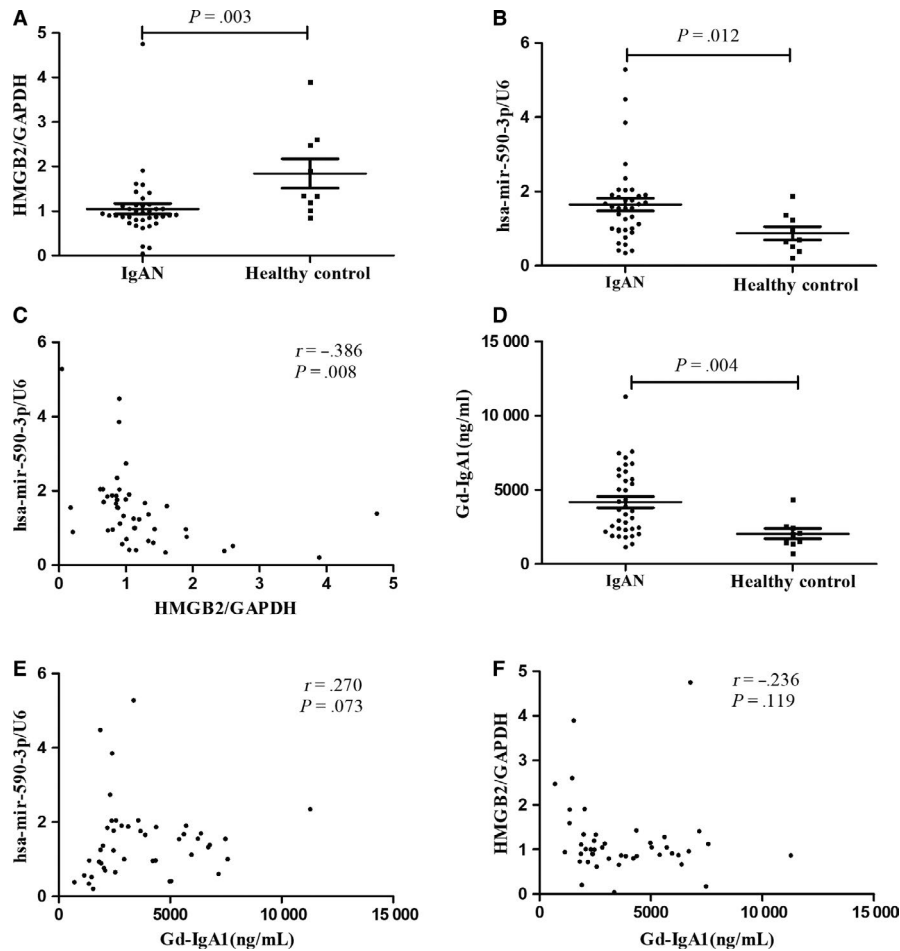 A
P = .003
HMGB2/GAPDH
5
4
3
2
1
0
IgAN
Healthy control
B
P = .012
hsa-mir-590-3p/U6
6
4
2
0
IgAN
Healthy control
C
r = –.386
P = .008
hsa-mir-590-3p/U6
6
4
2
0
0
1
2
3
4
5
HMGB2/GAPDH
D
P = .004
Gd-IgA1(ng/ml)
15 000
10 000
5000
0
IgAN
Healthy control
E
r = .270
P = .073
hsa-mir-590-3p/U6
6
4
2
0
0
5000
10 000
15 000
Gd-IgA1(ng/mL)
F
r = –.236
P = .119
HMGB2/GAPDH
5
4
3
2
1
0
0
5000
10 000
15 000
Gd-IgA1(ng/mL)